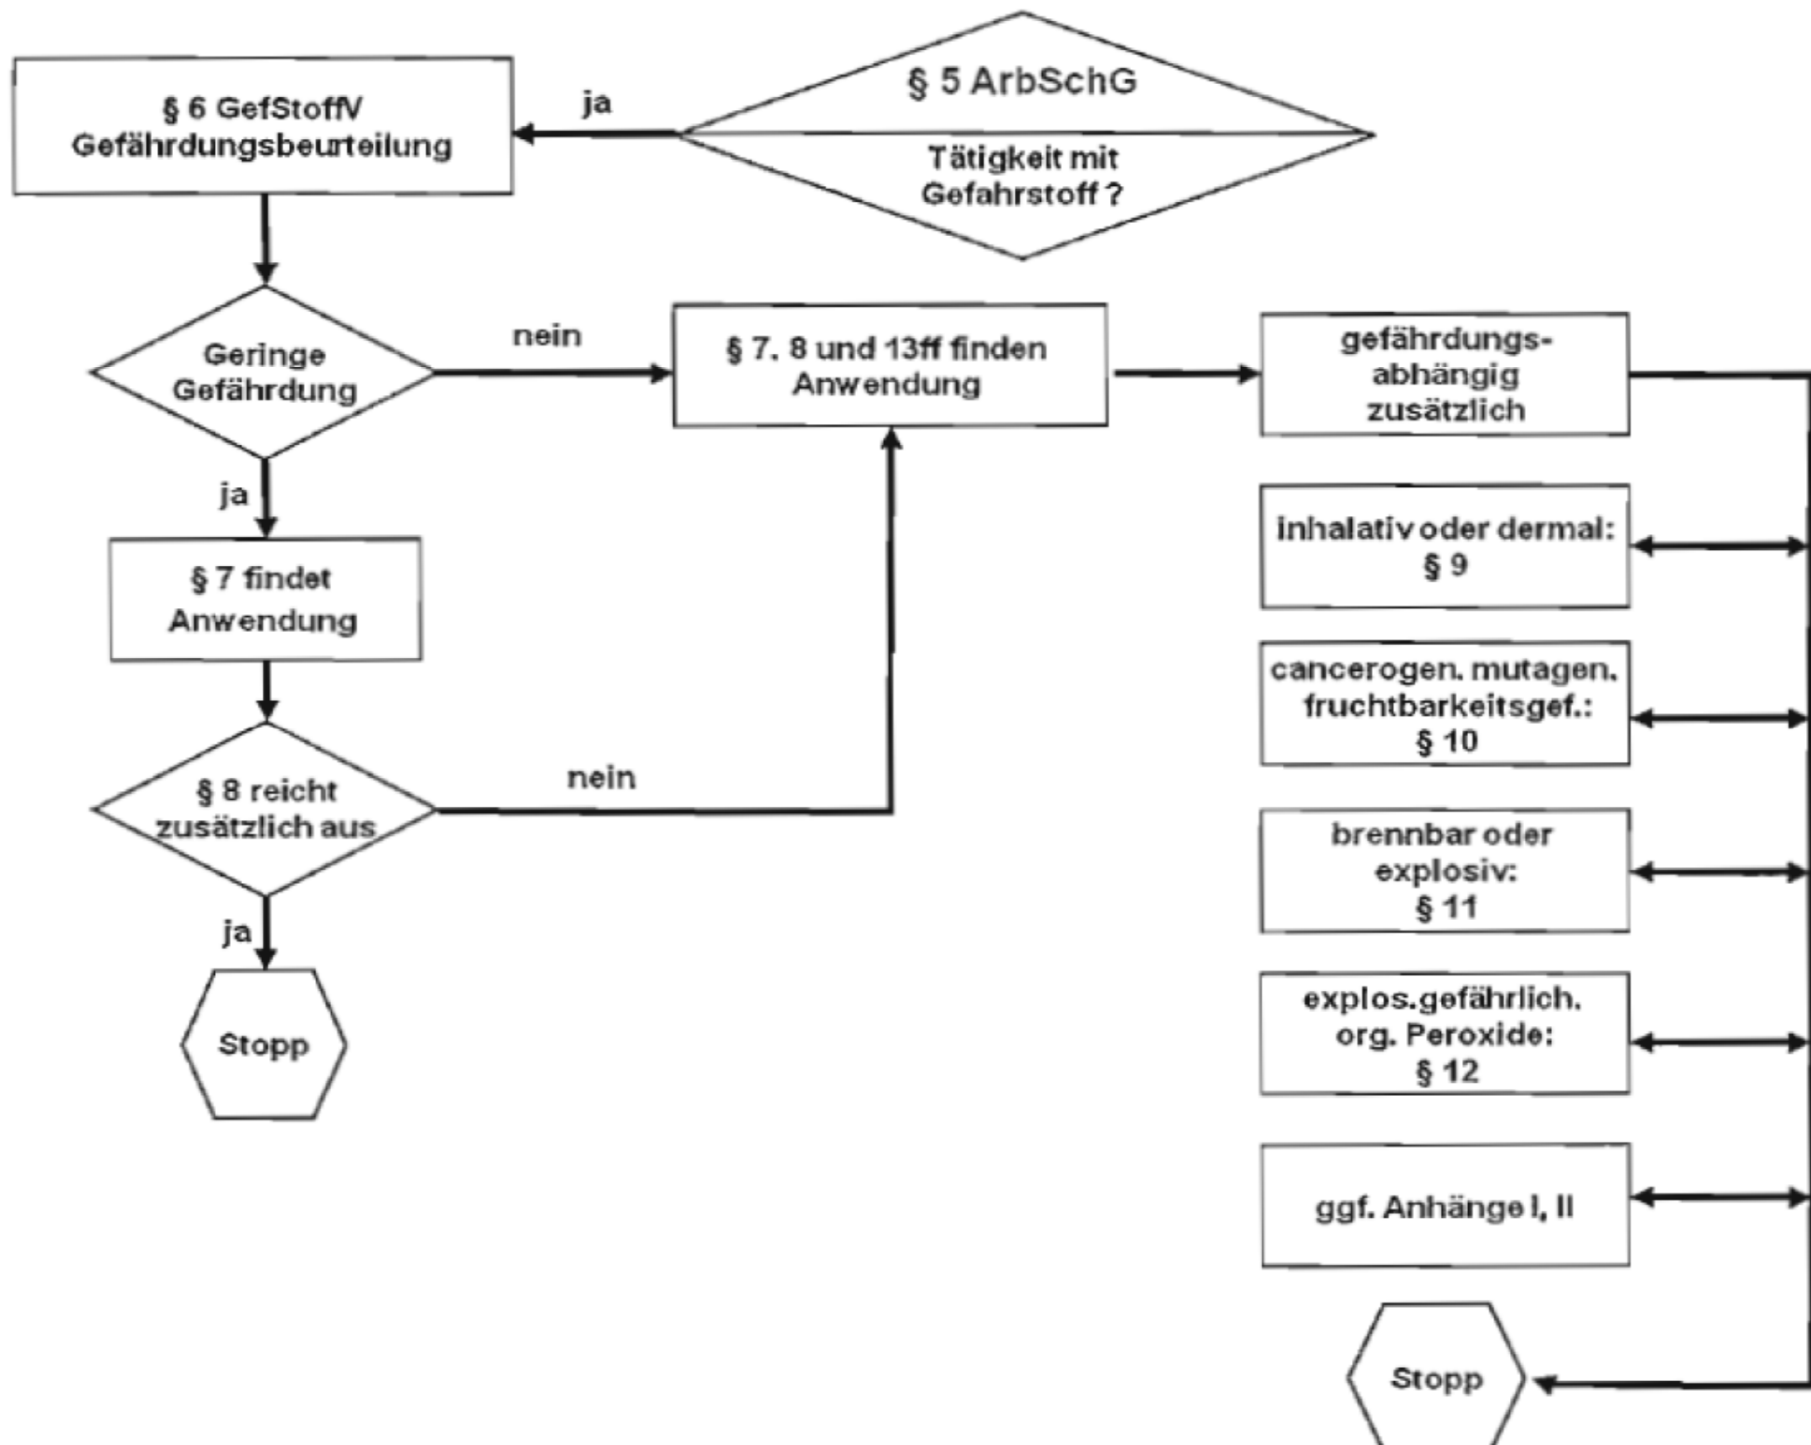 § 5 ArbSchG
Tätigkeit mit
Gefahrstoff ?
ja
§ 6 GefStoffV
Gefährdungsbeurteilung
Geringe
Gefährdung
nein
§ 7. 8 und 13ff finden
Anwendung
gefährdungs-
abhängig
zusätzlich
ja
§ 7 findet
Anwendung
§ 8 reicht
zusätzlich aus
nein
ja
Stopp
inhalativ oder dermal:
§ 9
cancerogen. mutagen.
fruchtbarkeitsgef.:
§ 10
brennbar oder
explosiv:
§ 11
explos.gefährlich.
org. Peroxide:
§ 12
ggf. Anhänge I, II
Stopp